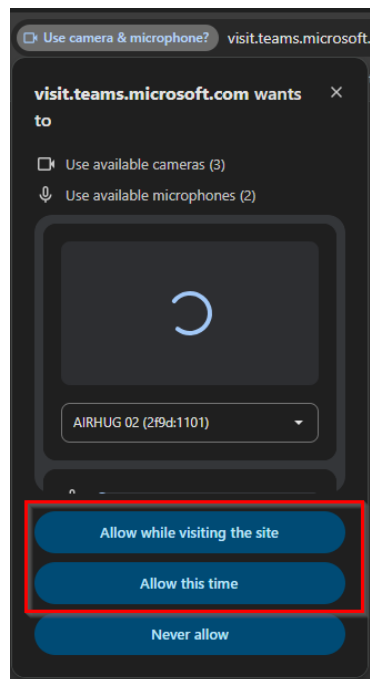 Use camera & microphone? visit.teams.microsoft.
visit.teams.microsoft.com wants
to
Use available cameras (3)
Use available microphones (2)
AIRHUG 02 (2f9d:1101)
Allow while visiting the site
Allow this time
Never allow